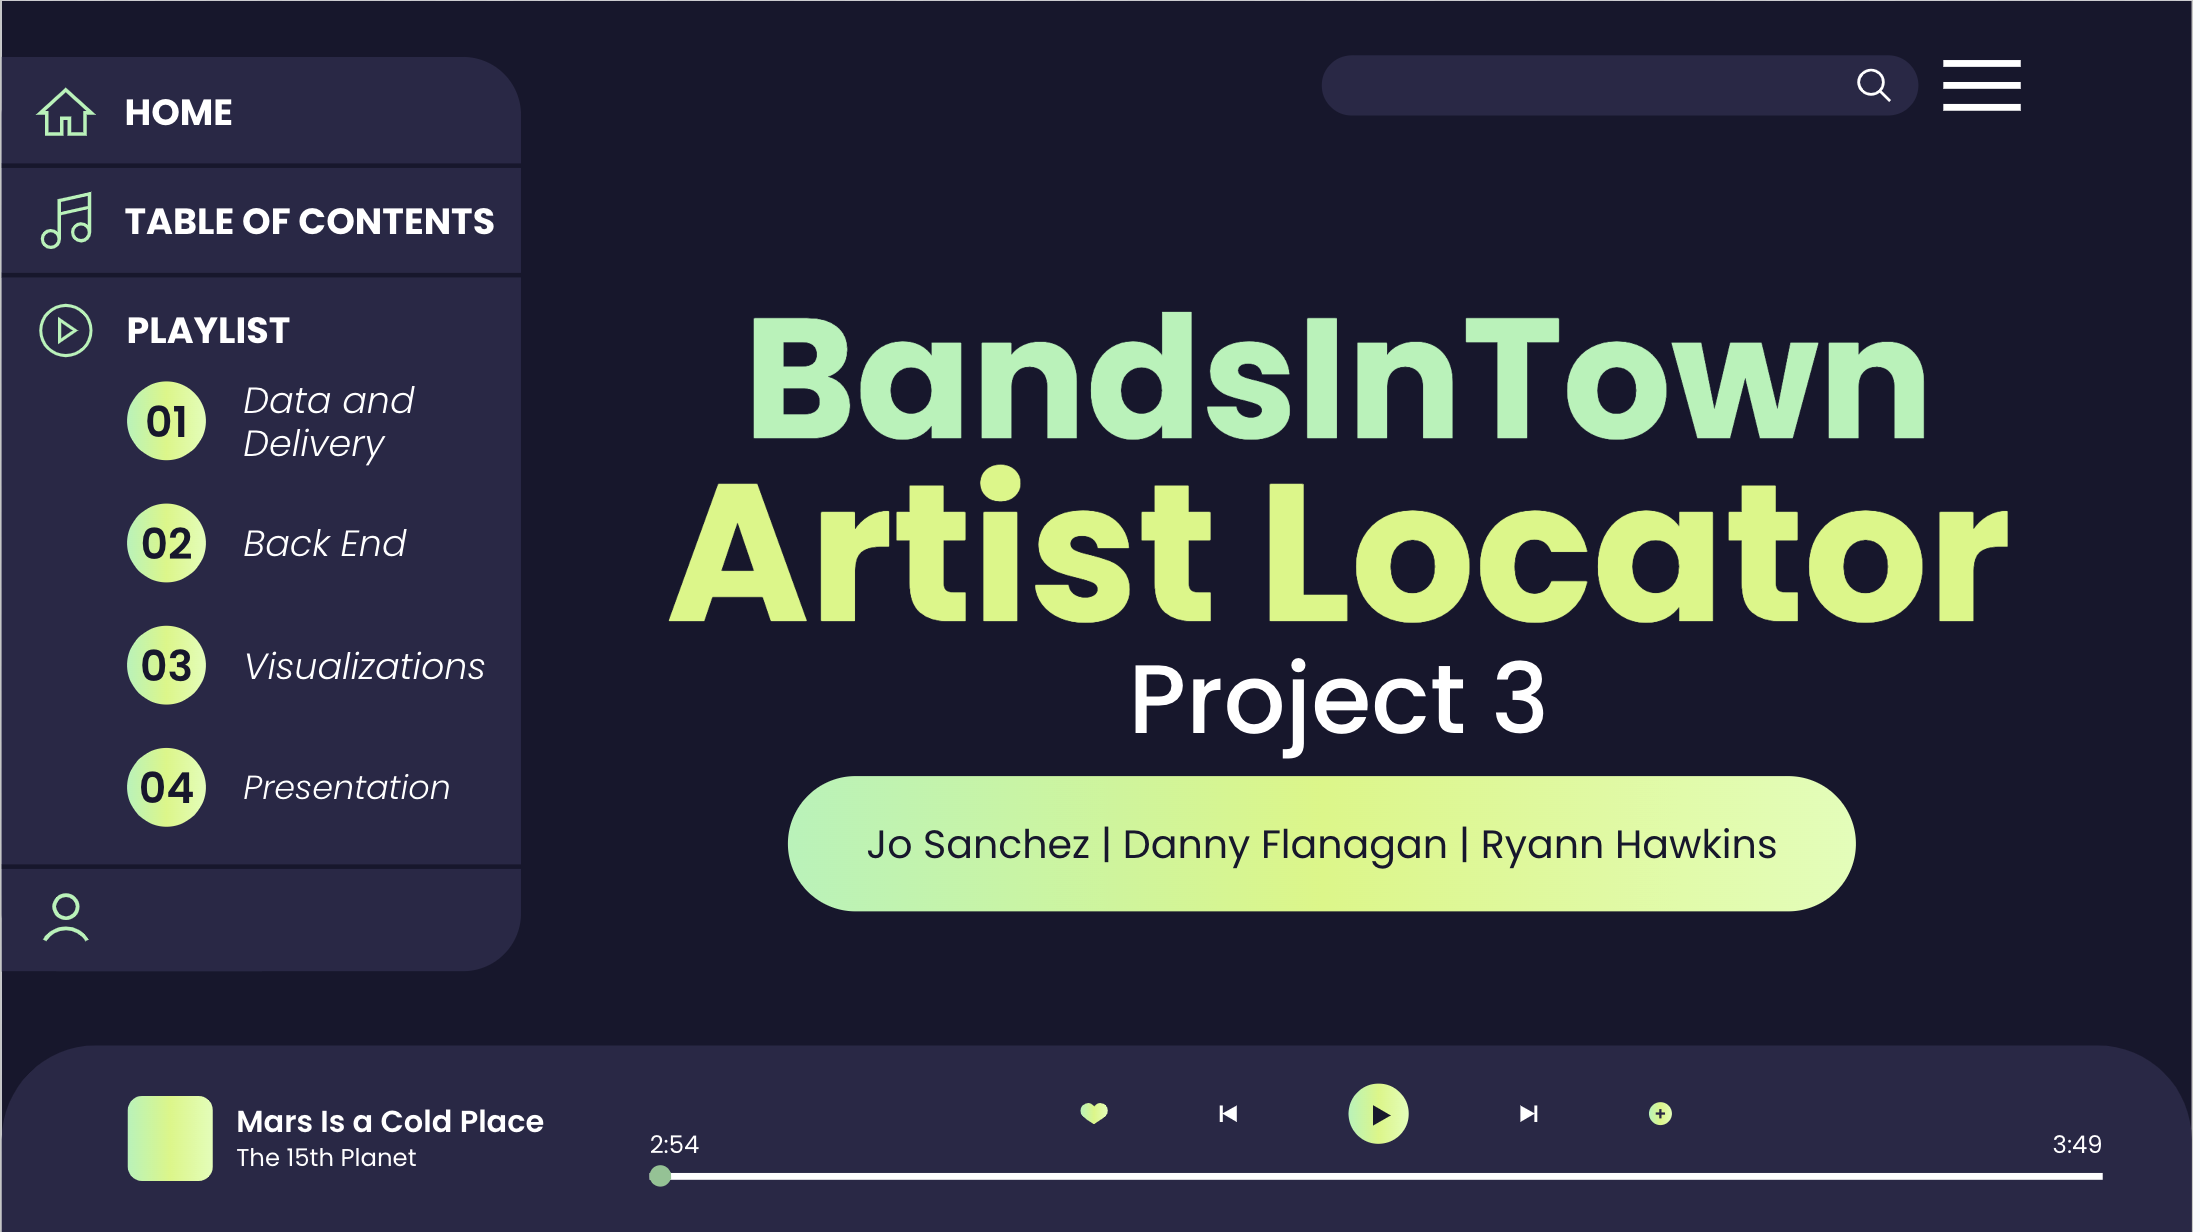 HOME
TABLE OF CONTENTS
PLAYLIST
01
Data and
Delivery
02
Back End
03
Visualizations
04
Presentation
BandsInTown
Artist Locator
Project 3
Jo Sanchez | Danny Flanagan | Ryann Hawkins
Mars Is a Cold Place
The 15th Planet
2:54
3:49